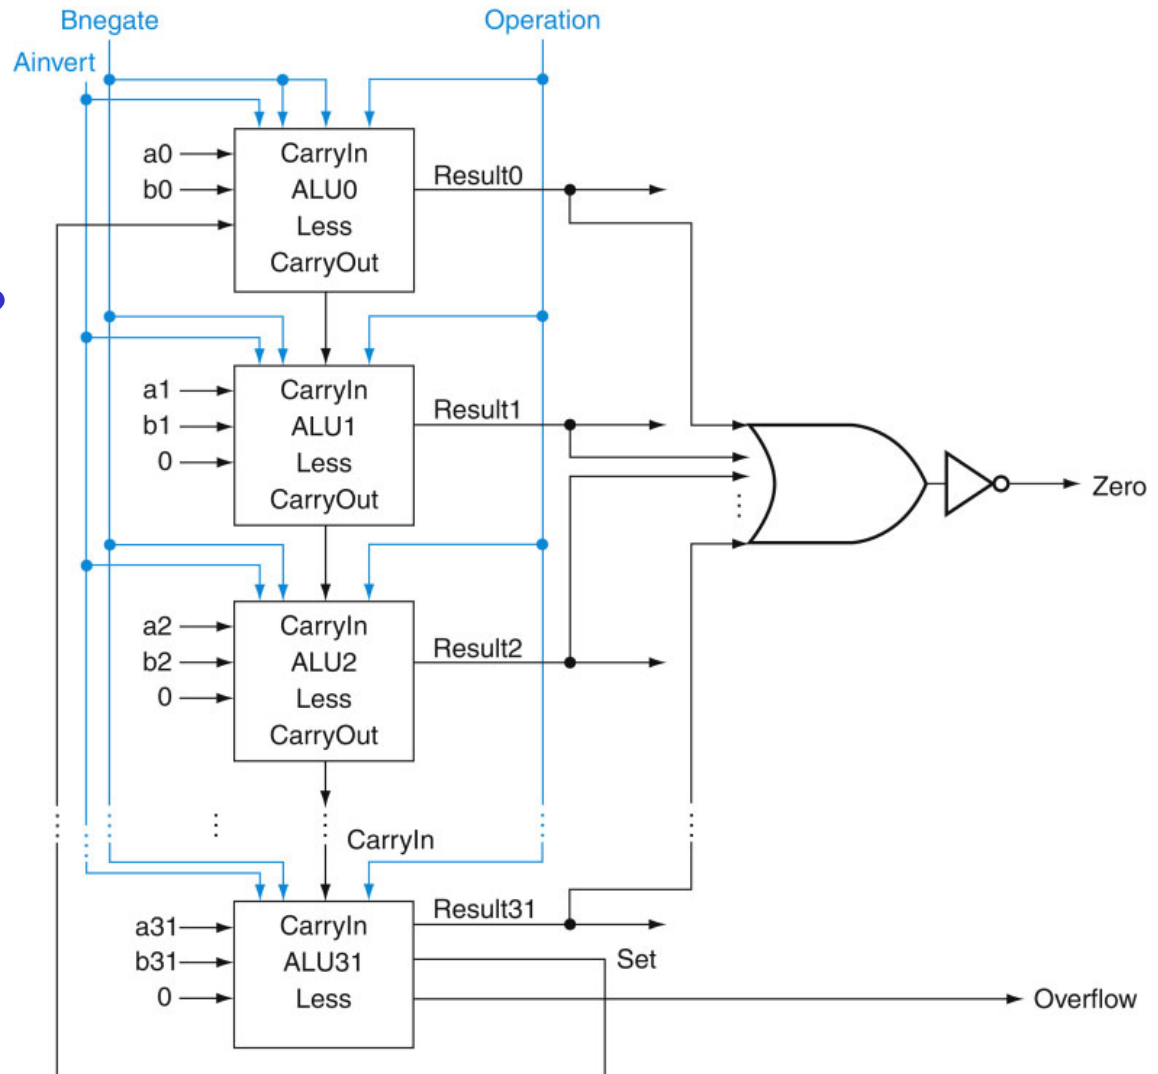 Bnegate
Operation
Ainvert
a0
CarryIn
b0
ALU0
Less
CarryOut
Result0
a1
CarryIn
b1
ALU1
0
Less
CarryOut
Result1
Zero
a2
CarryIn
b2
ALU2
0
Less
CarryOut
Result2
CarryIn
a31
CarryIn
b31
ALU31
0
Less
Result31
Set
Overflow